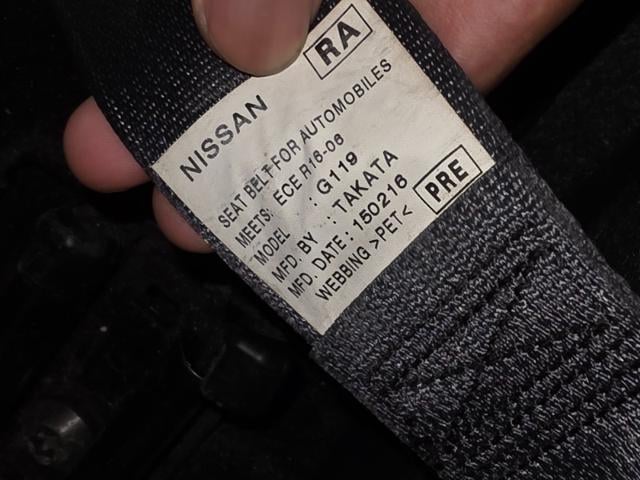 RA
NISSAN
SEAT BELT FOR AUTOMOBILES
MEETS: ECE R16-06
MODEL : G119
MFD. BY : TAKATA
MFD. DATE : 150216
WEBBING >PET<
PRE